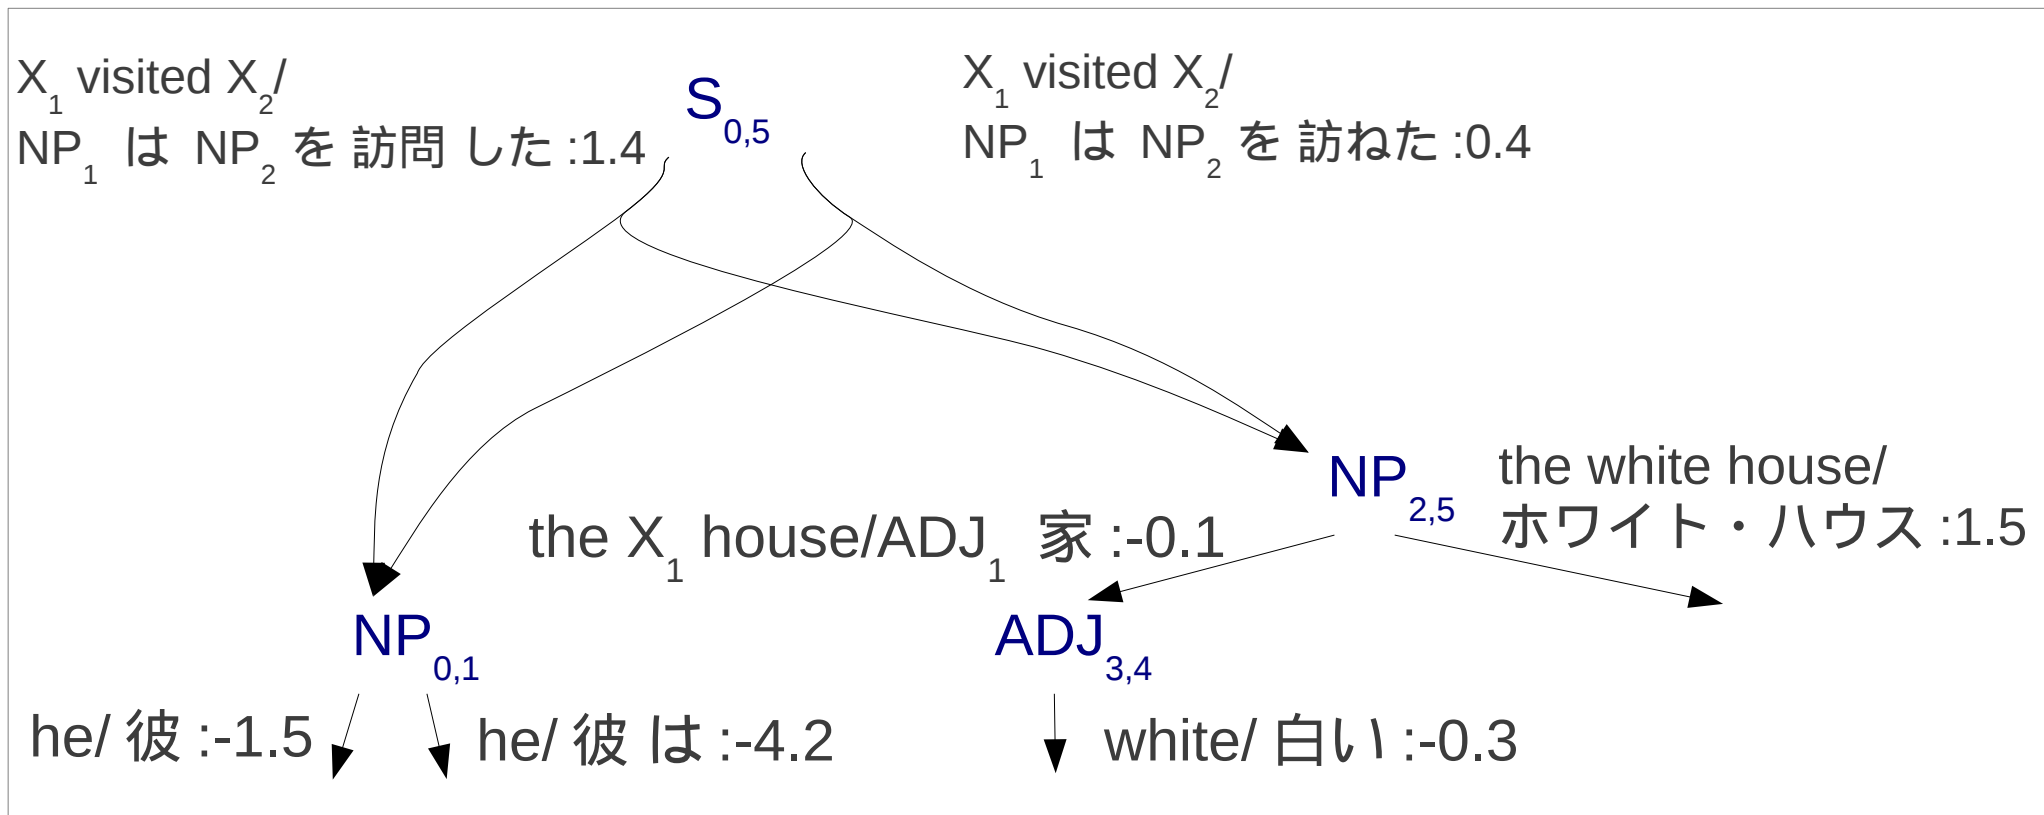 X1 visited X2/
NP1 は NP2 を 訪問 した :1.4
S0,5
X1 visited X2/
NP1 は NP2 を 訪ねた :0.4
NP2,5
the white house/
ホワイト・ハウス :1.5
the X1 house/ADJ1 家 :-0.1
NP0,1
ADJ3,4
he/ 彼 :-1.5
he/ 彼 は :-4.2
white/ 白い :-0.3